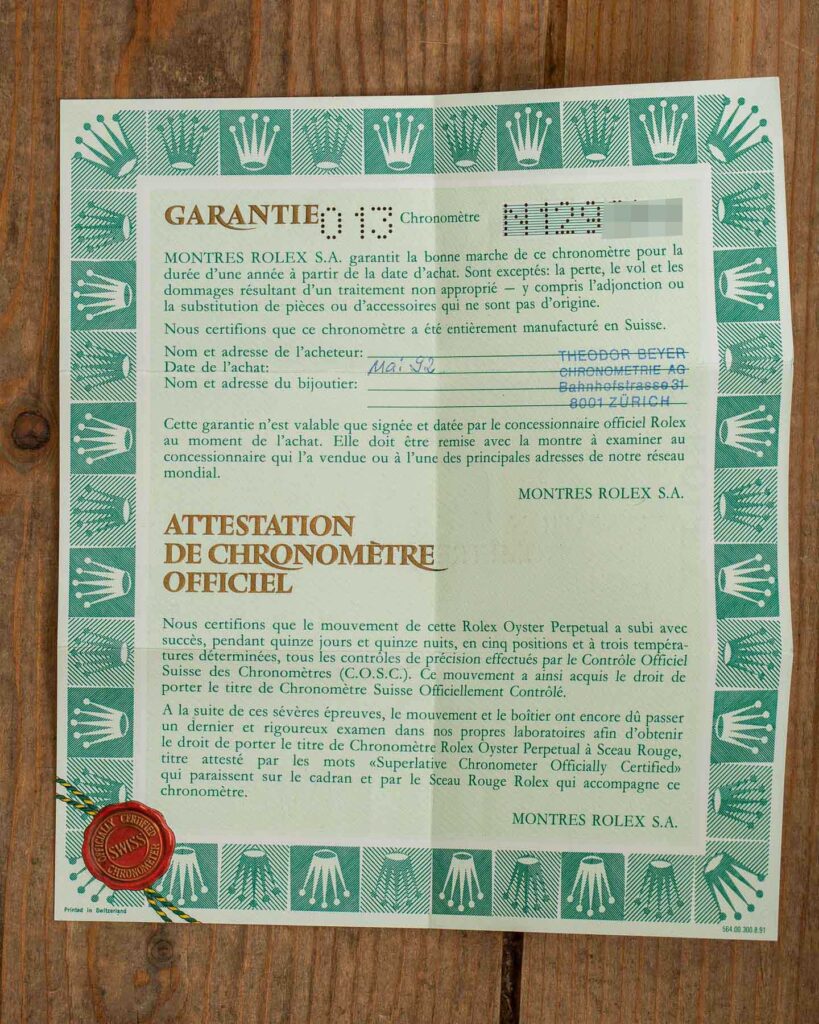 GARANTIE 013 Chronomètre N129
MONTRES ROLEX S.A. garantit la bonne marche de ce chronomètre pour la
durée d'une année à partir de la date d'achat. Sont exceptés: la perte, le vol et les
dommages résultant d'un traitement non approprié — y compris l'adjonction ou
la substitution de pièces ou d'accessoires qui ne sont pas d'origine.
Nous certifions que ce chronomètre a été entièrement manufacturé en Suisse.
Nom et adresse de l'acheteur:
Date de l'achat: Mai 92
Nom et adresse du bijoutier:
THEODOR BEYER
CHRONOMETRIE AG
Bahnhofstrasse 31
8001 ZÜRICH
Cette garantie n'est valable que signée et datée par le concessionnaire officiel Rolex
au moment de l'achat. Elle doit être remise avec la montre à examiner au
concessionnaire qui l'a vendue ou à l'une des principales adresses de notre réseau
mondial.
MONTRES ROLEX S.A.
ATTESTATION
DE CHRONOMÈTRE
OFFICIEL
Nous certifions que le mouvement de cette Rolex Oyster Perpetual a subi avec
succès, pendant quinze jours et quinze nuits, en cinq positions et à trois tempéra-
tures déterminées, tous les contrôles de précision effectués par le Contrôle Officiel
Suisse des Chronomètres (C.O.S.C.). Ce mouvement a ainsi acquis le droit de
porter le titre de Chronomètre Suisse Officiellement Contrôlé.
A la suite de ces sévères épreuves, le mouvement et le boîtier ont encore dû passer
un dernier et rigoureux examen dans nos propres laboratoires afin d'obtenir
le droit de porter le titre de Chronomètre Rolex Oyster Perpetual à Sceau Rouge,
titre attesté par les mots «Superlative Chronometer Officially Certified»
qui paraissent sur le cadran et par le Sceau Rouge Rolex qui accompagne ce
chronomètre.
MONTRES ROLEX S.A.
OFFICIALLY CERTIFIED
SWISS
CHRONOMETER
Printed in Switzerland
564.00.300.8.91